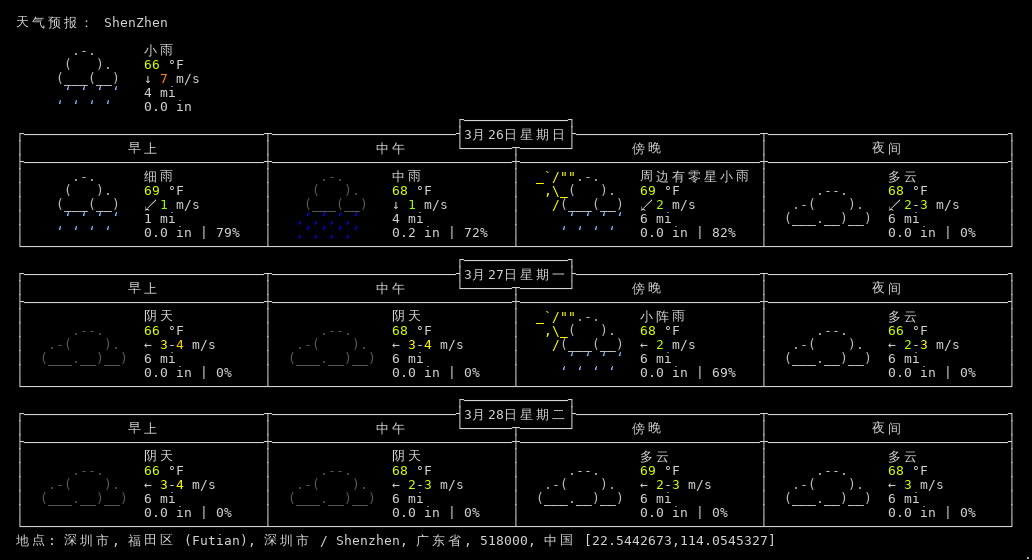 天气预报： ShenZhen
小雨
66 °F
↓ 7 m/s
4 mi
0.0 in
3月26日星期日
早上 中午 傍晚 夜间
细雨 中雨 周边有零星小雨 多云
69 °F 68 °F 69 °F 68 °F
↙ 1 m/s ↓ 1 m/s ↙ 2 m/s ↙ 2-3 m/s
1 mi 4 mi 6 mi 6 mi
0.0 in | 79% 0.2 in | 72% 0.0 in | 82% 0.0 in | 0%
3月27日星期一
早上 中午 傍晚 夜间
阴天 阴天 小阵雨 多云
66 °F 68 °F 68 °F 66 °F
← 3-4 m/s ← 3-4 m/s ← 2 m/s ← 2-3 m/s
6 mi 6 mi 6 mi 6 mi
0.0 in | 0% 0.0 in | 0% 0.0 in | 69% 0.0 in | 0%
3月28日星期二
早上 中午 傍晚 夜间
阴天 阴天 多云 多云
66 °F 68 °F 69 °F 68 °F
← 3-4 m/s ← 2-3 m/s ← 2-3 m/s ← 3 m/s
6 mi 6 mi 6 mi 6 mi
0.0 in | 0% 0.0 in | 0% 0.0 in | 0% 0.0 in | 0%
地点: 深圳市, 福田区 (Futian), 深圳市 / Shenzhen, 广东省, 518000, 中国 [22.5442673,114.0545327]